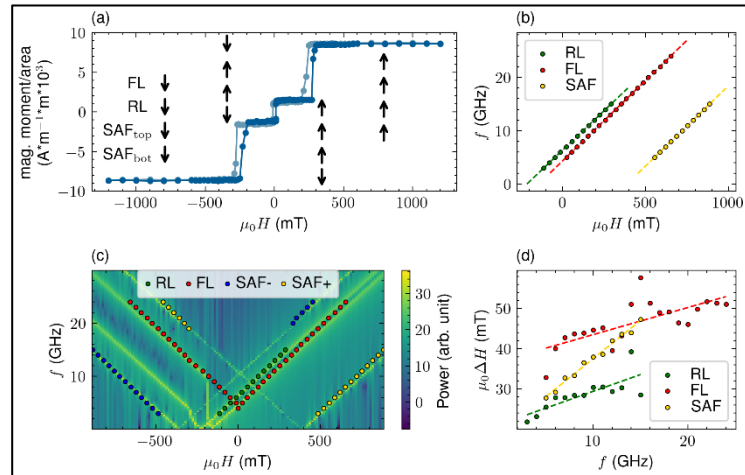 (a)
mag. moment/area
(A*m⁻¹*m*10³)
10
5
0
−5
−10
FL
RL
SAF_top
SAF_bot
−1000
−500
0
500
1000
μ₀H (mT)
(b)
RL
FL
SAF
f (GHz)
20
10
0
0
500
1000
μ₀H (mT)
(c)
RL
FL
SAF-
SAF+
f (GHz)
20
10
0
−500
0
500
μ₀H (mT)
Power (arb. unit)
30
20
10
0
(d)
μ₀ΔH (mT)
50
40
30
20
RL
FL
SAF
10
20
f (GHz)